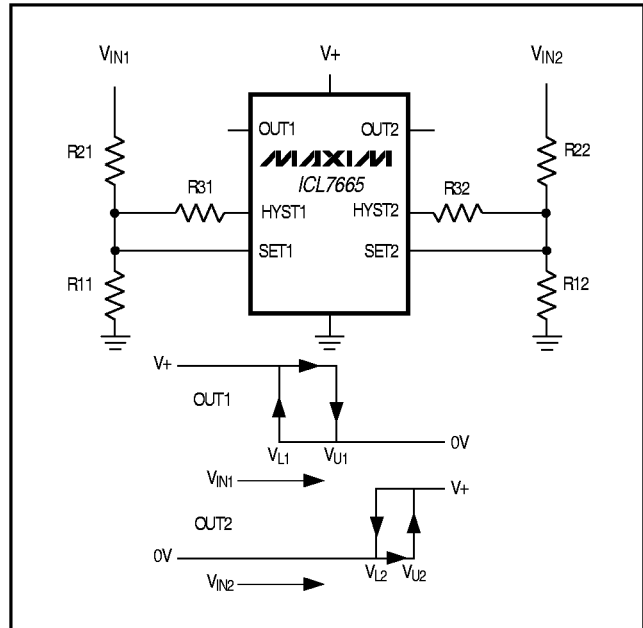 VIN1 V+ VIN2
OUT1 OUT2
R21 R22
MAXIM
R31 ICL7665 R32
HYST1 HYST2
SET1 SET2
R11 R12
V+
OUT1
0V
VL1 VU1
VIN1
V+
OUT2
0V
VL2 VU2
VIN2